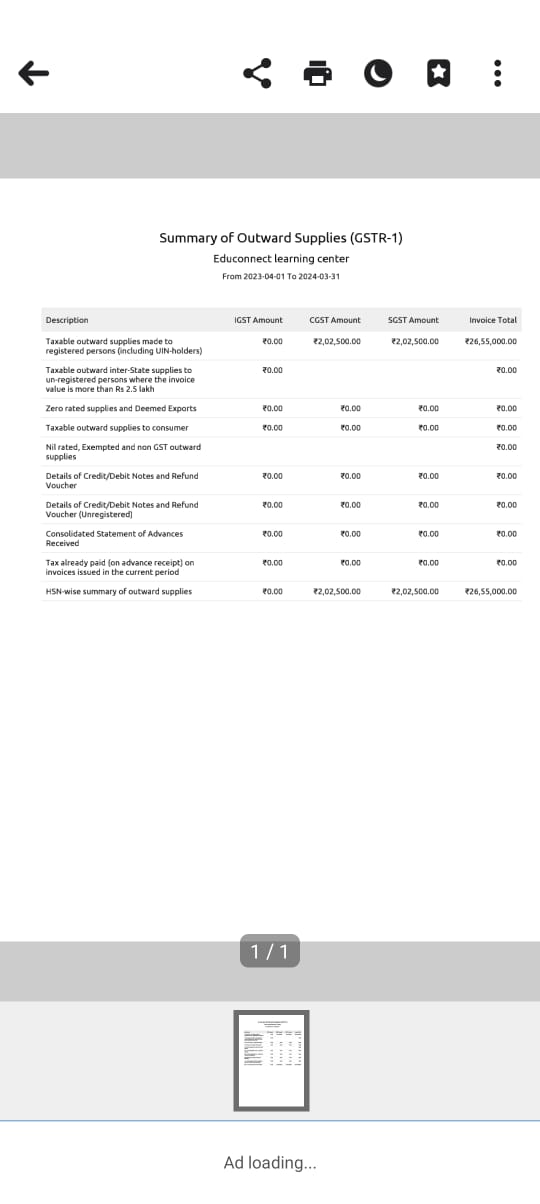 Summary of Outward Supplies (GSTR-1)
Educonnect learning center
From 2023-04-01 To 2024-03-31
Description IGST Amount CGST Amount SGST Amount Invoice Total
Taxable outward supplies made to
registered persons (including UIN-holders) ₹0.00 ₹2,02,500.00 ₹2,02,500.00 ₹26,55,000.00
Taxable outward inter-State supplies to
un-registered persons where the invoice
value is more than Rs 2.5 lakh ₹0.00 ₹0.00
Zero rated supplies and Deemed Exports ₹0.00 ₹0.00 ₹0.00 ₹0.00
Taxable outward supplies to consumer ₹0.00 ₹0.00 ₹0.00 ₹0.00
Nil rated, Exempted and non GST outward
supplies ₹0.00
Details of Credit/Debit Notes and Refund
Voucher ₹0.00 ₹0.00 ₹0.00 ₹0.00
Details of Credit/Debit Notes and Refund
Voucher (Unregistered) ₹0.00 ₹0.00 ₹0.00 ₹0.00
Consolidated Statement of Advances
Received ₹0.00 ₹0.00 ₹0.00 ₹0.00
Tax already paid (on advance receipt) on
invoices issued in the current period ₹0.00 ₹0.00 ₹0.00 ₹0.00
HSN-wise summary of outward supplies ₹0.00 ₹2,02,500.00 ₹2,02,500.00 ₹26,55,000.00
1 / 1
Ad loading...